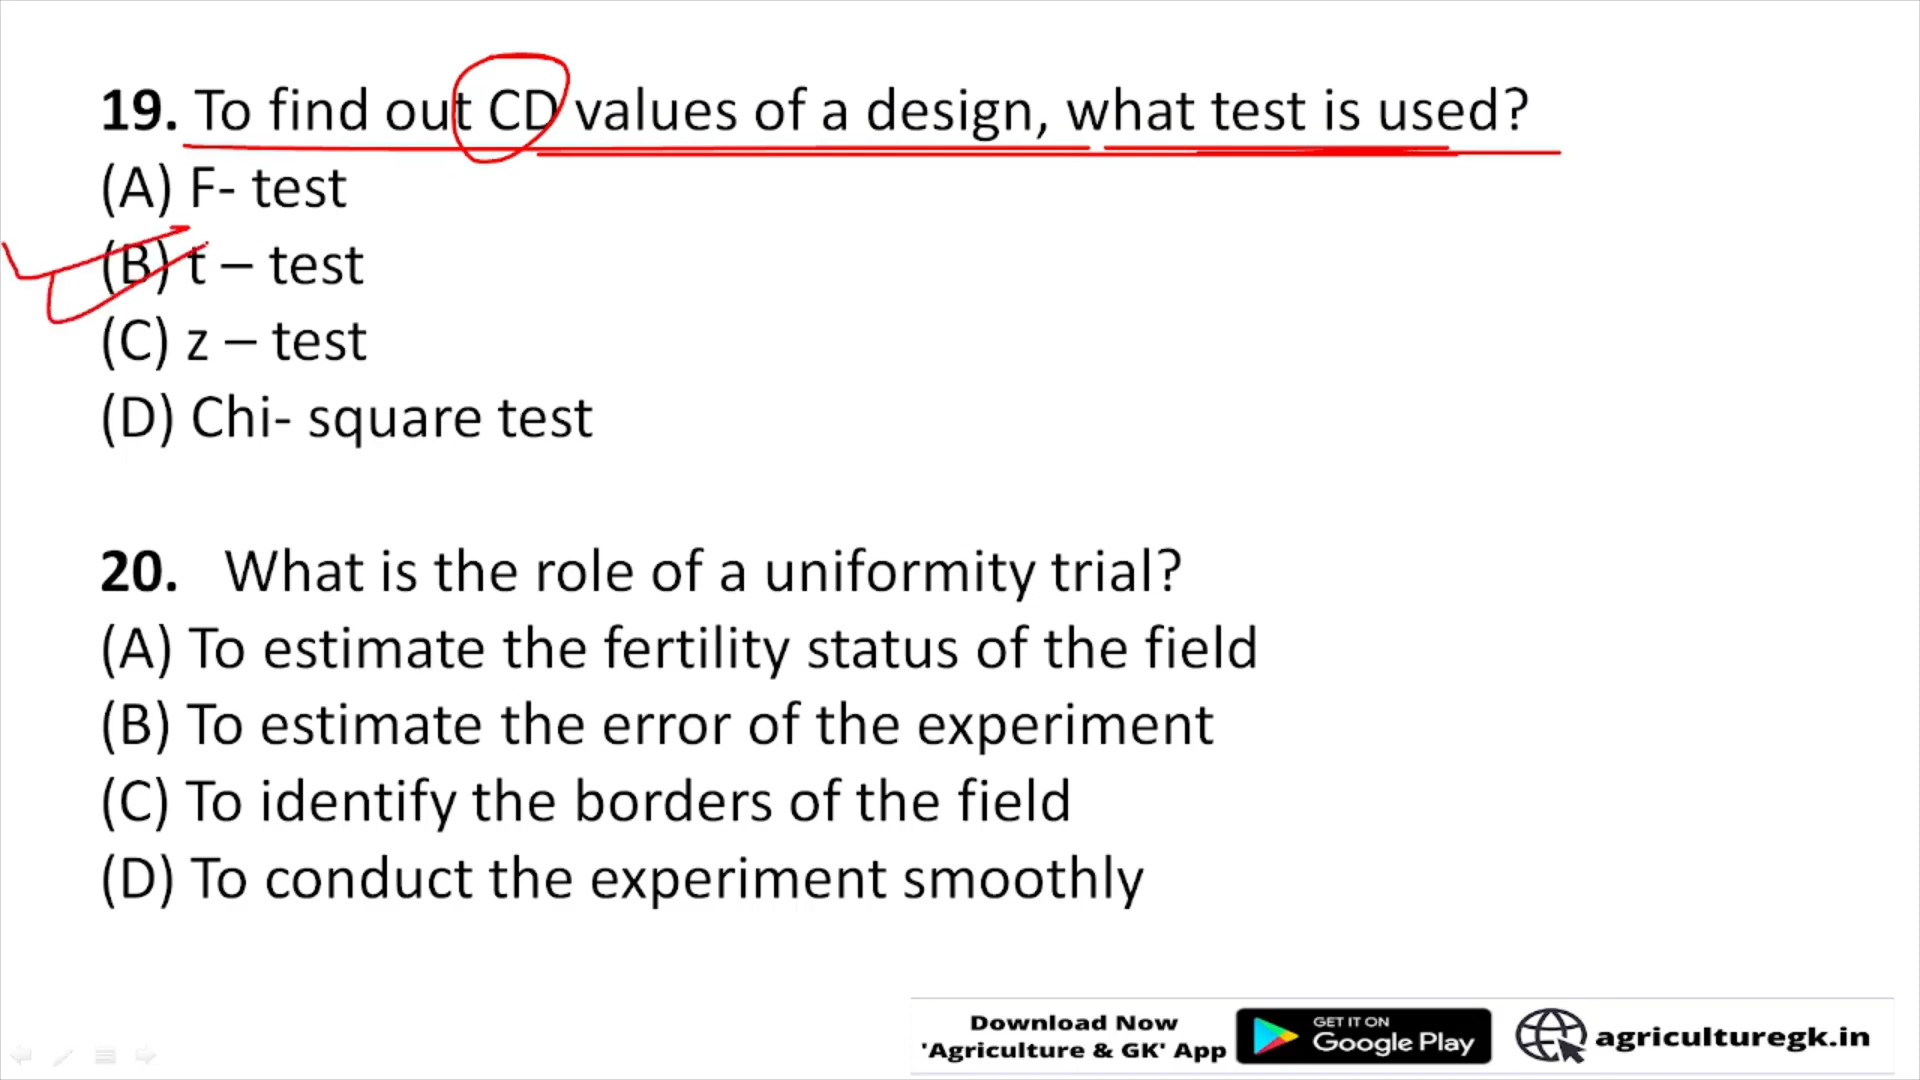 19. To find out CD values of a design, what test is used?
(A) F- test
(B) t – test
(C) z – test
(D) Chi- square test
20. What is the role of a uniformity trial?
(A) To estimate the fertility status of the field
(B) To estimate the error of the experiment
(C) To identify the borders of the field
(D) To conduct the experiment smoothly
Download Now
'Agriculture & GK' App
GET IT ON
Google Play
agriculturegk.in